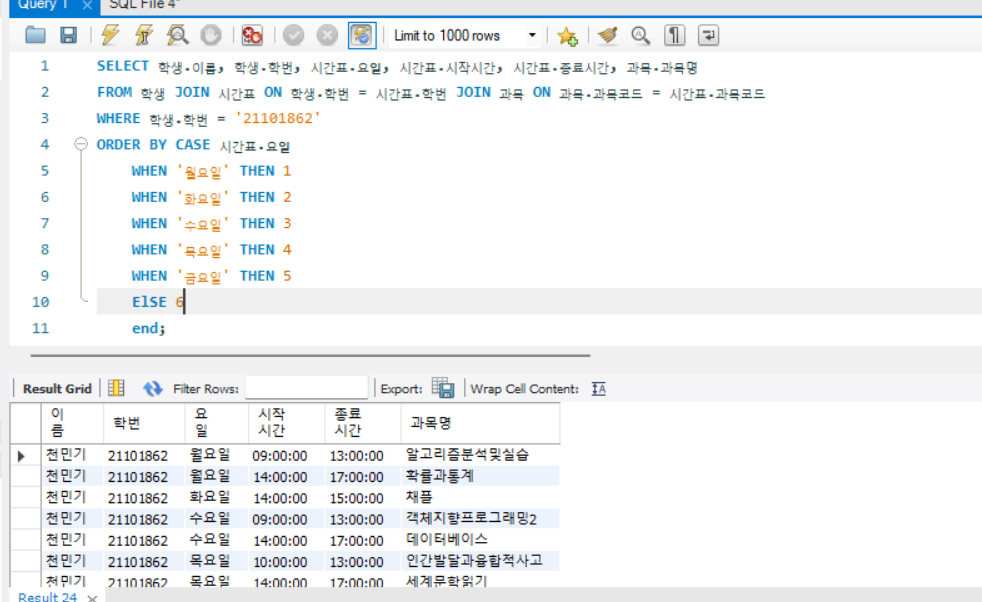 Query 1 × SQL File 4*
Limit to 1000 rows
1 SELECT 학생.이름, 학생.학번, 시간표.요일, 시간표.시작시간, 시간표.종료시간, 과목.과목명
2 FROM 학생 JOIN 시간표 ON 학생.학번 = 시간표.학번 JOIN 과목 ON 과목.과목코드 = 시간표.과목코드
3 WHERE 학생.학번 = '21101862'
4 ORDER BY CASE 시간표.요일
5 WHEN '월요일' THEN 1
6 WHEN '화요일' THEN 2
7 WHEN '수요일' THEN 3
8 WHEN '목요일' THEN 4
9 WHEN '금요일' THEN 5
10 ElSE 6
11 end;
Result Grid Filter Rows: Export: Wrap Cell Content: IA
이름 학번 요일 시작시간 종료시간 과목명
천민기 21101862 월요일 09:00:00 13:00:00 알고리즘분석및실습
천민기 21101862 월요일 14:00:00 17:00:00 확률과통계
천민기 21101862 화요일 14:00:00 15:00:00 채플
천민기 21101862 수요일 09:00:00 13:00:00 객체지향프로그래밍2
천민기 21101862 수요일 14:00:00 17:00:00 데이터베이스
천민기 21101862 목요일 10:00:00 13:00:00 인간발달과융합적사고
천민기 21101862 목요일 14:00:00 17:00:00 세계문학읽기
Result 24 ×